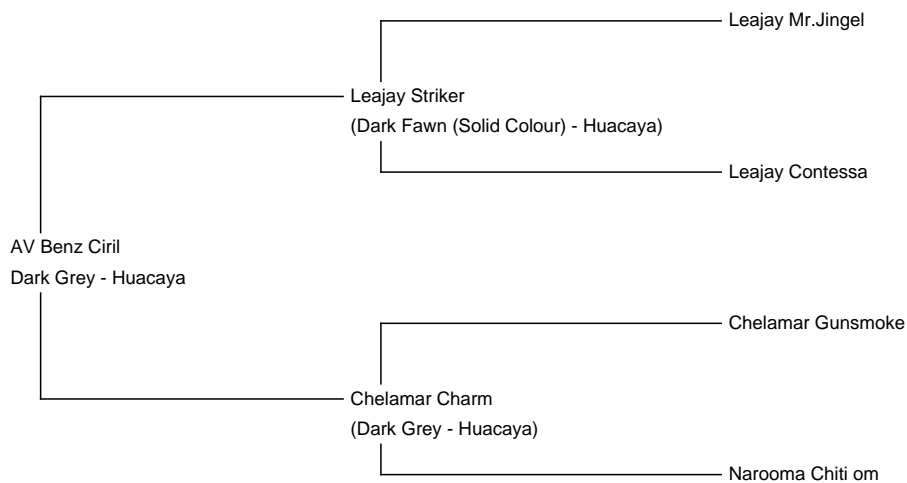 Leajay Mr.Jingel
Leajay Striker
(Dark Fawn (Solid Colour) - Huacaya)
Leajay Contessa
AV Benz Ciril
Dark Grey - Huacaya
Chelamar Gunsmoke
Chelamar Charm
(Dark Grey - Huacaya)
Narooma Chiti om